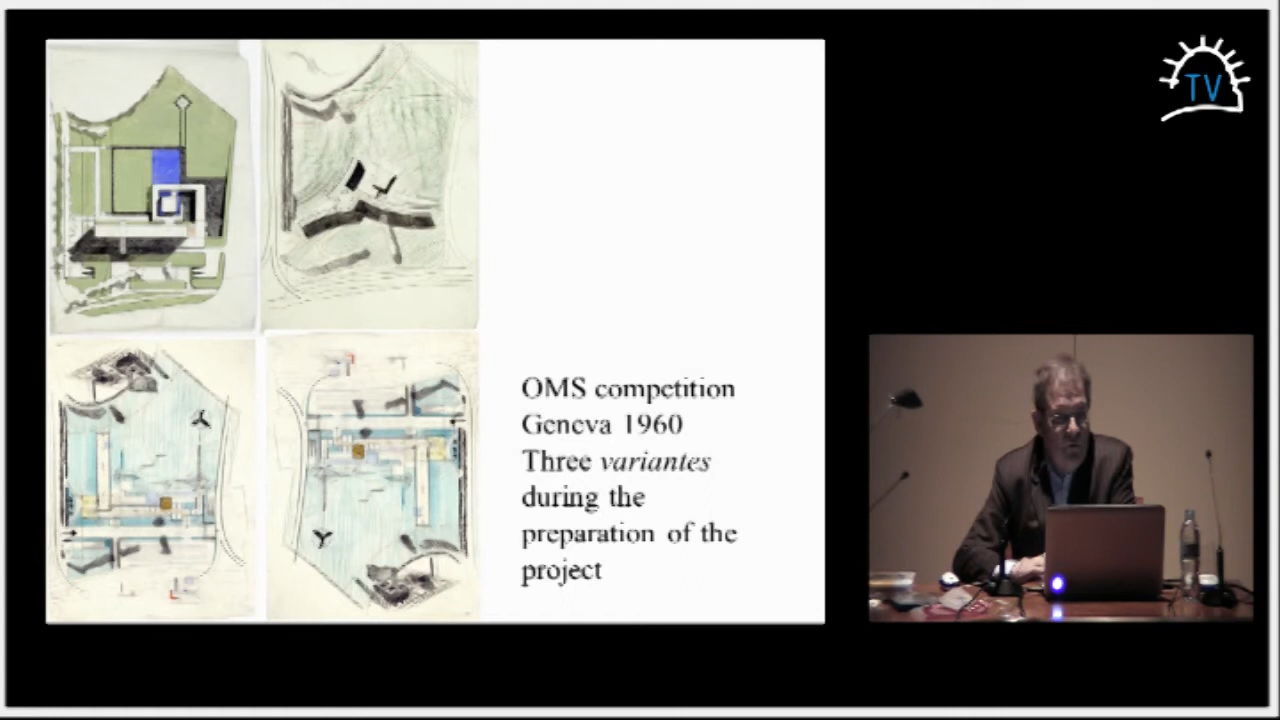 TV
OMS competition
Geneva 1960
Three variantes
during the
preparation of the
project